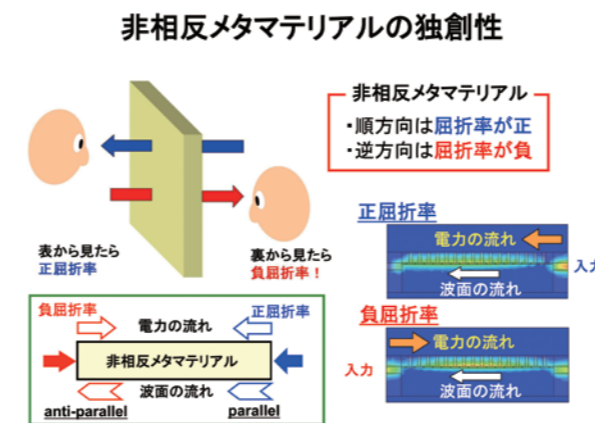 非相反メタマテリアルの独創性
非相反メタマテリアル
・順方向は屈折率が正
・逆方向は屈折率が負
表から見たら
正屈折率
裏から見たら
負屈折率！
正屈折率
電力の流れ
入力
波面の流れ
負屈折率
電力の流れ
入力
波面の流れ
負屈折率
電力の流れ
正屈折率
非相反メタマテリアル
波面の流れ
anti-parallel
parallel